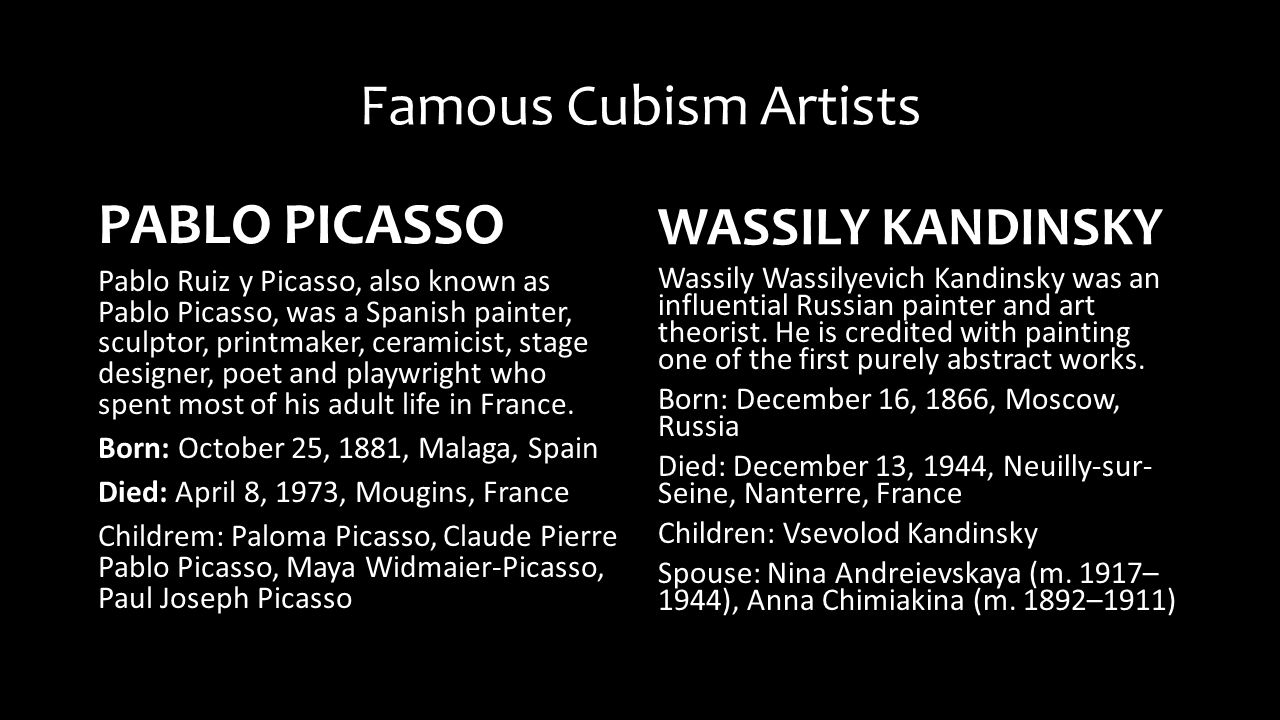 Famous Cubism Artists
PABLO PICASSO
Pablo Ruiz y Picasso, also known as
Pablo Picasso, was a Spanish painter,
sculptor, printmaker, ceramicist, stage
designer, poet and playwright who
spent most of his adult life in France.
Born: October 25, 1881, Malaga, Spain
Died: April 8, 1973, Mougins, France
Childrem: Paloma Picasso, Claude Pierre
Pablo Picasso, Maya Widmaier-Picasso,
Paul Joseph Picasso
WASSILY KANDINSKY
Wassily Wassilyevich Kandinsky was an
influential Russian painter and art
theorist. He is credited with painting
one of the first purely abstract works.
Born: December 16, 1866, Moscow,
Russia
Died: December 13, 1944, Neuilly-sur-
Seine, Nanterre, France
Children: Vsevolod Kandinsky
Spouse: Nina Andreievskaya (m. 1917–
1944), Anna Chimiakina (m. 1892–1911)